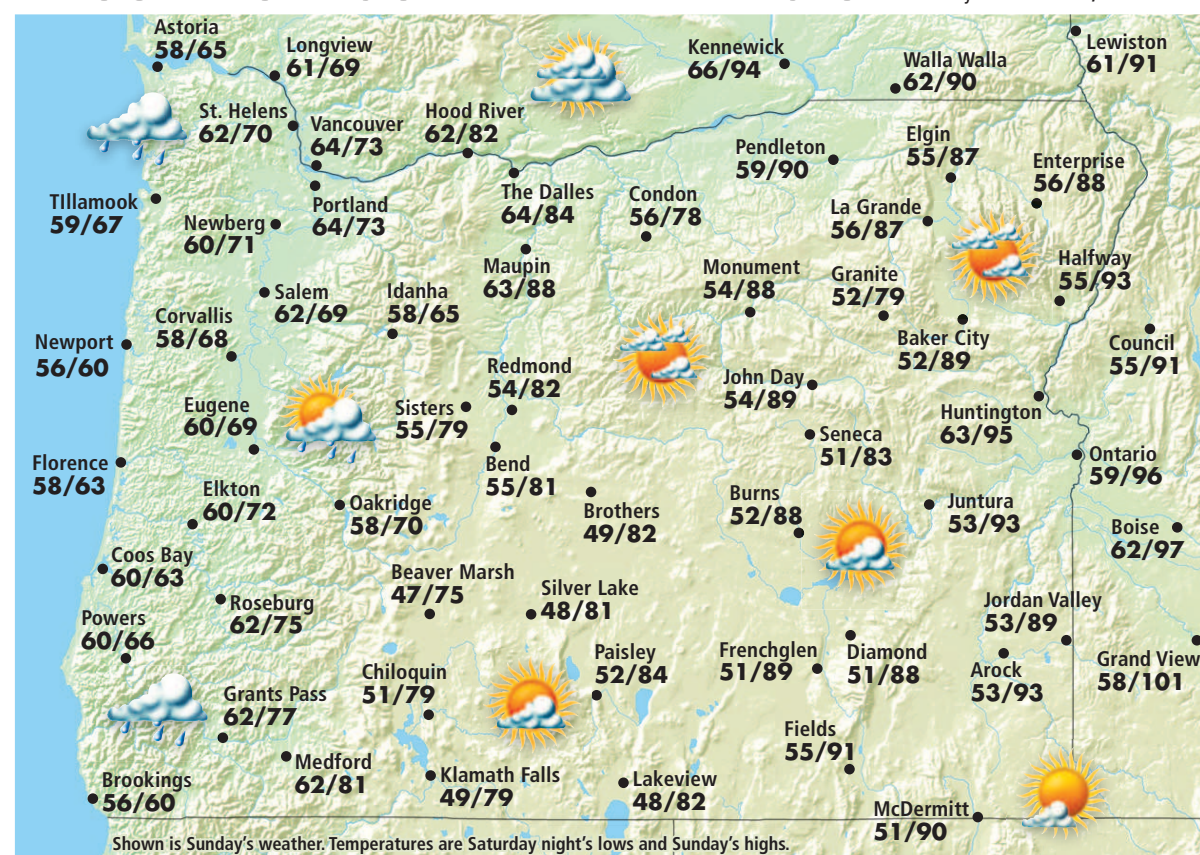 Astoria
58/65
Longview
61/69
Kennewick
66/94
Walla Walla
62/90
Lewiston
61/91
St. Helens
62/70
Vancouver
64/73
Hood River
62/82
Pendleton
59/90
Elgin
55/87
Enterprise
56/88
TIllamook
59/67
Newberg
60/71
Portland
64/73
The Dalles
64/84
Condon
56/78
La Grande
56/87
Maupin
63/88
Monument
54/88
Granite
52/79
Halfway
55/93
Salem
62/69
Idanha
58/65
Corvallis
58/68
Newport
56/60
Baker City
52/89
Council
55/91
Redmond
54/82
John Day
54/89
Eugene
60/69
Sisters
55/79
Huntington
63/95
Seneca
51/83
Ontario
59/96
Florence
58/63
Bend
55/81
Elkton
60/72
Oakridge
58/70
Brothers
49/82
Burns
52/88
Juntura
53/93
Boise
62/97
Coos Bay
60/63
Beaver Marsh
47/75
Silver Lake
48/81
Roseburg
62/75
Jordan Valley
53/89
Powers
60/66
Paisley
52/84
Frenchglen
51/89
Diamond
51/88
Arock
53/93
Grand View
58/101
Chiloquin
51/79
Grants Pass
62/77
Fields
55/91
Medford
62/81
Brookings
56/60
Klamath Falls
49/79
Lakeview
48/82
McDermitt
51/90
Shown is Sunday's weather. Temperatures are Saturday night's lows and Sunday's highs.